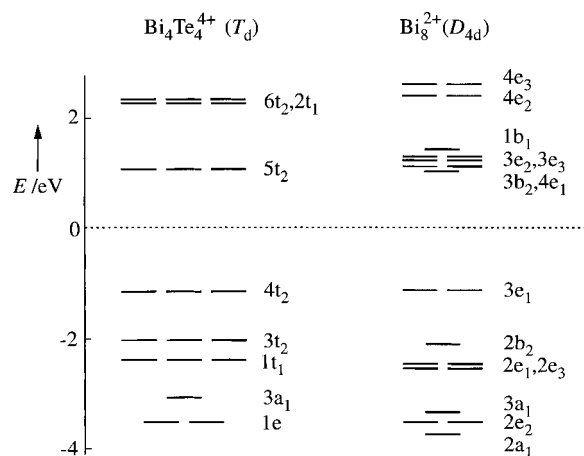 Bi₄Te₄⁴⁺ (T_d)
Bi₈²⁺(D₄d)
E /eV
2
0
-2
-4
6t₂,2t₁
5t₂
4t₂
3t₂
1t₁
3a₁
1e
4e₃
4e₂
1b₁
3e₂,3e₃
3b₂,4e₁
3e₁
2b₂
2e₁,2e₃
3a₁
2e₂
2a₁